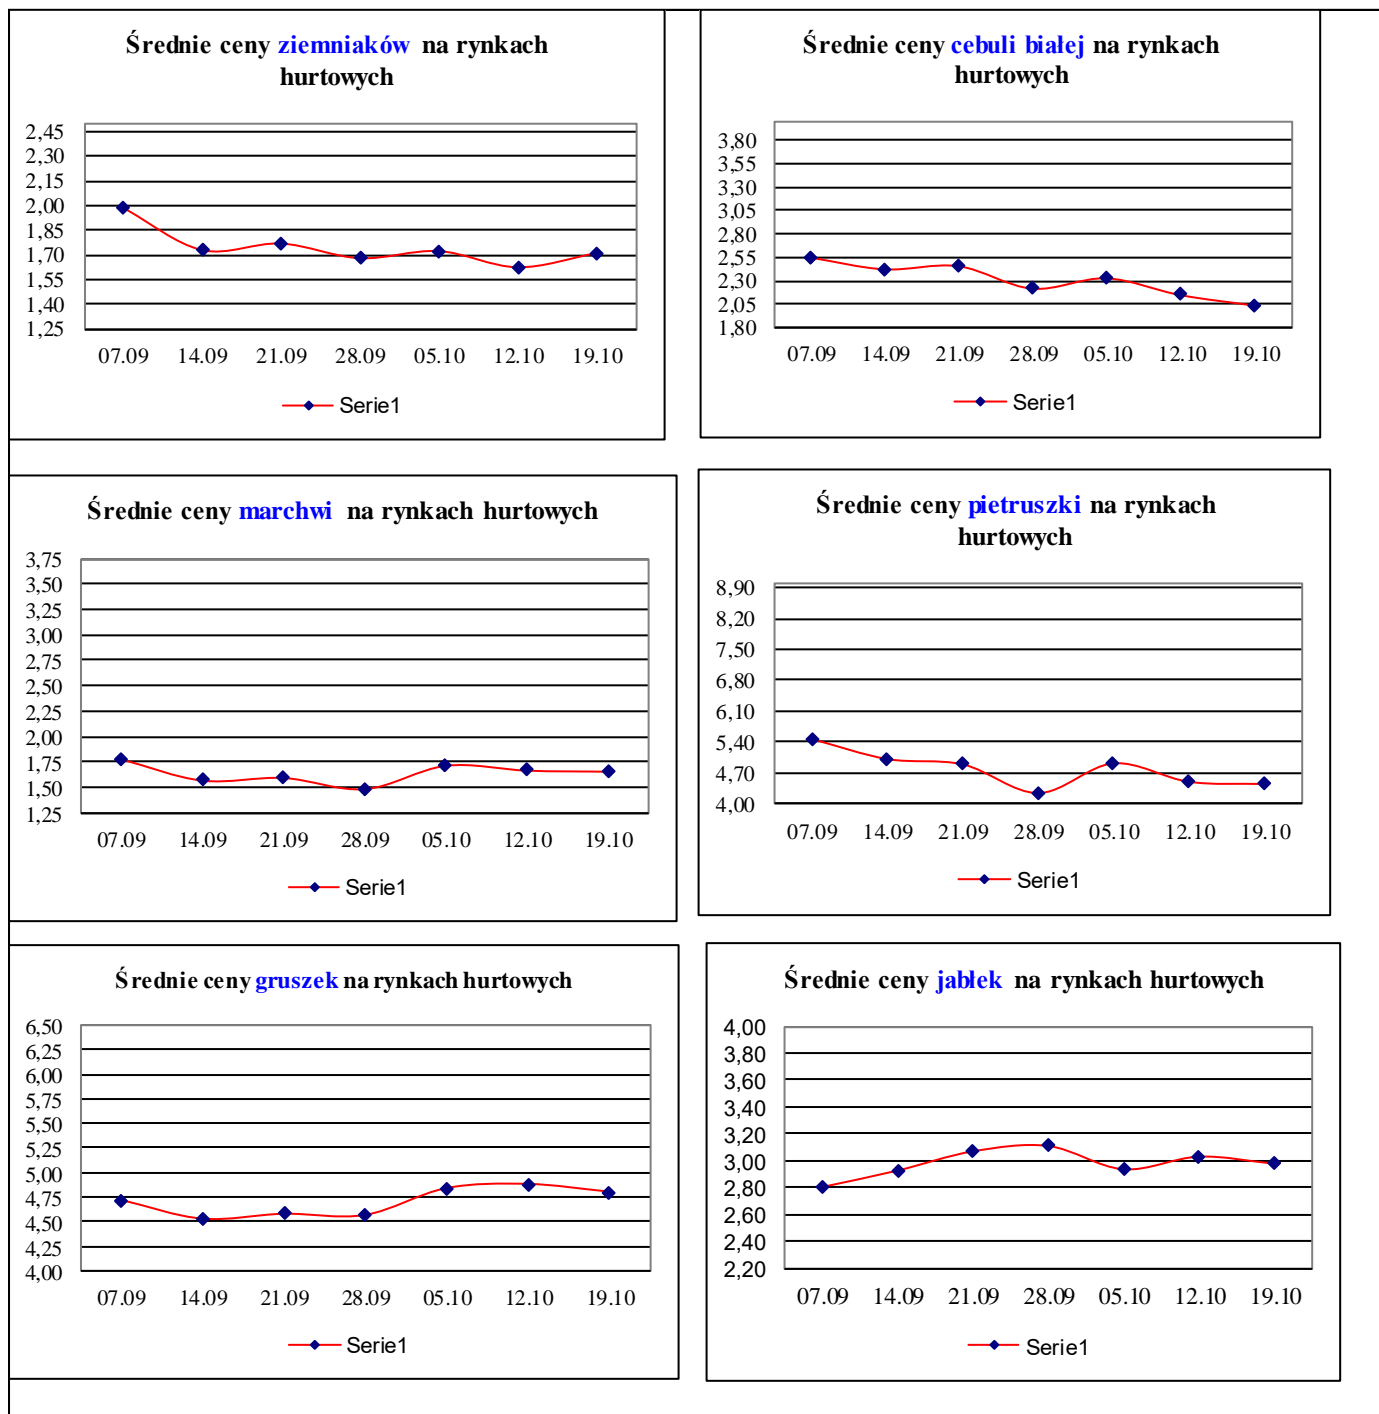 Średnie ceny ziemniaków na rynkach
hurtowych
2,45
2,30
2,15
2,00
1,85
1,70
1,55
1,40
1,25
07.09 14.09 21.09 28.09 05.10 12.10 19.10
Serie1
Średnie ceny cebuli białej na rynkach
hurtowych
3,80
3,55
3,30
3,05
2,80
2,55
2,30
2,05
1,80
07.09 14.09 21.09 28.09 05.10 12.10 19.10
Serie1
Średnie ceny marchwi na rynkach hurtowych
3,75
3,50
3,25
3,00
2,75
2,50
2,25
2,00
1,75
1,50
1,25
07.09 14.09 21.09 28.09 05.10 12.10 19.10
Serie1
Średnie ceny pietruszki na rynkach
hurtowych
8,90
8,20
7,50
6,80
6,10
5,40
4,70
4,00
07.09 14.09 21.09 28.09 05.10 12.10 19.10
Serie1
Średnie ceny gruszek na rynkach hurtowych
6,50
6,25
6,00
5,75
5,50
5,25
5,00
4,75
4,50
4,25
4,00
07.09 14.09 21.09 28.09 05.10 12.10 19.10
Serie1
Średnie ceny jabłek na rynkach hurtowych
4,00
3,80
3,60
3,40
3,20
3,00
2,80
2,60
2,40
2,20
07.09 14.09 21.09 28.09 05.10 12.10 19.10
Serie1